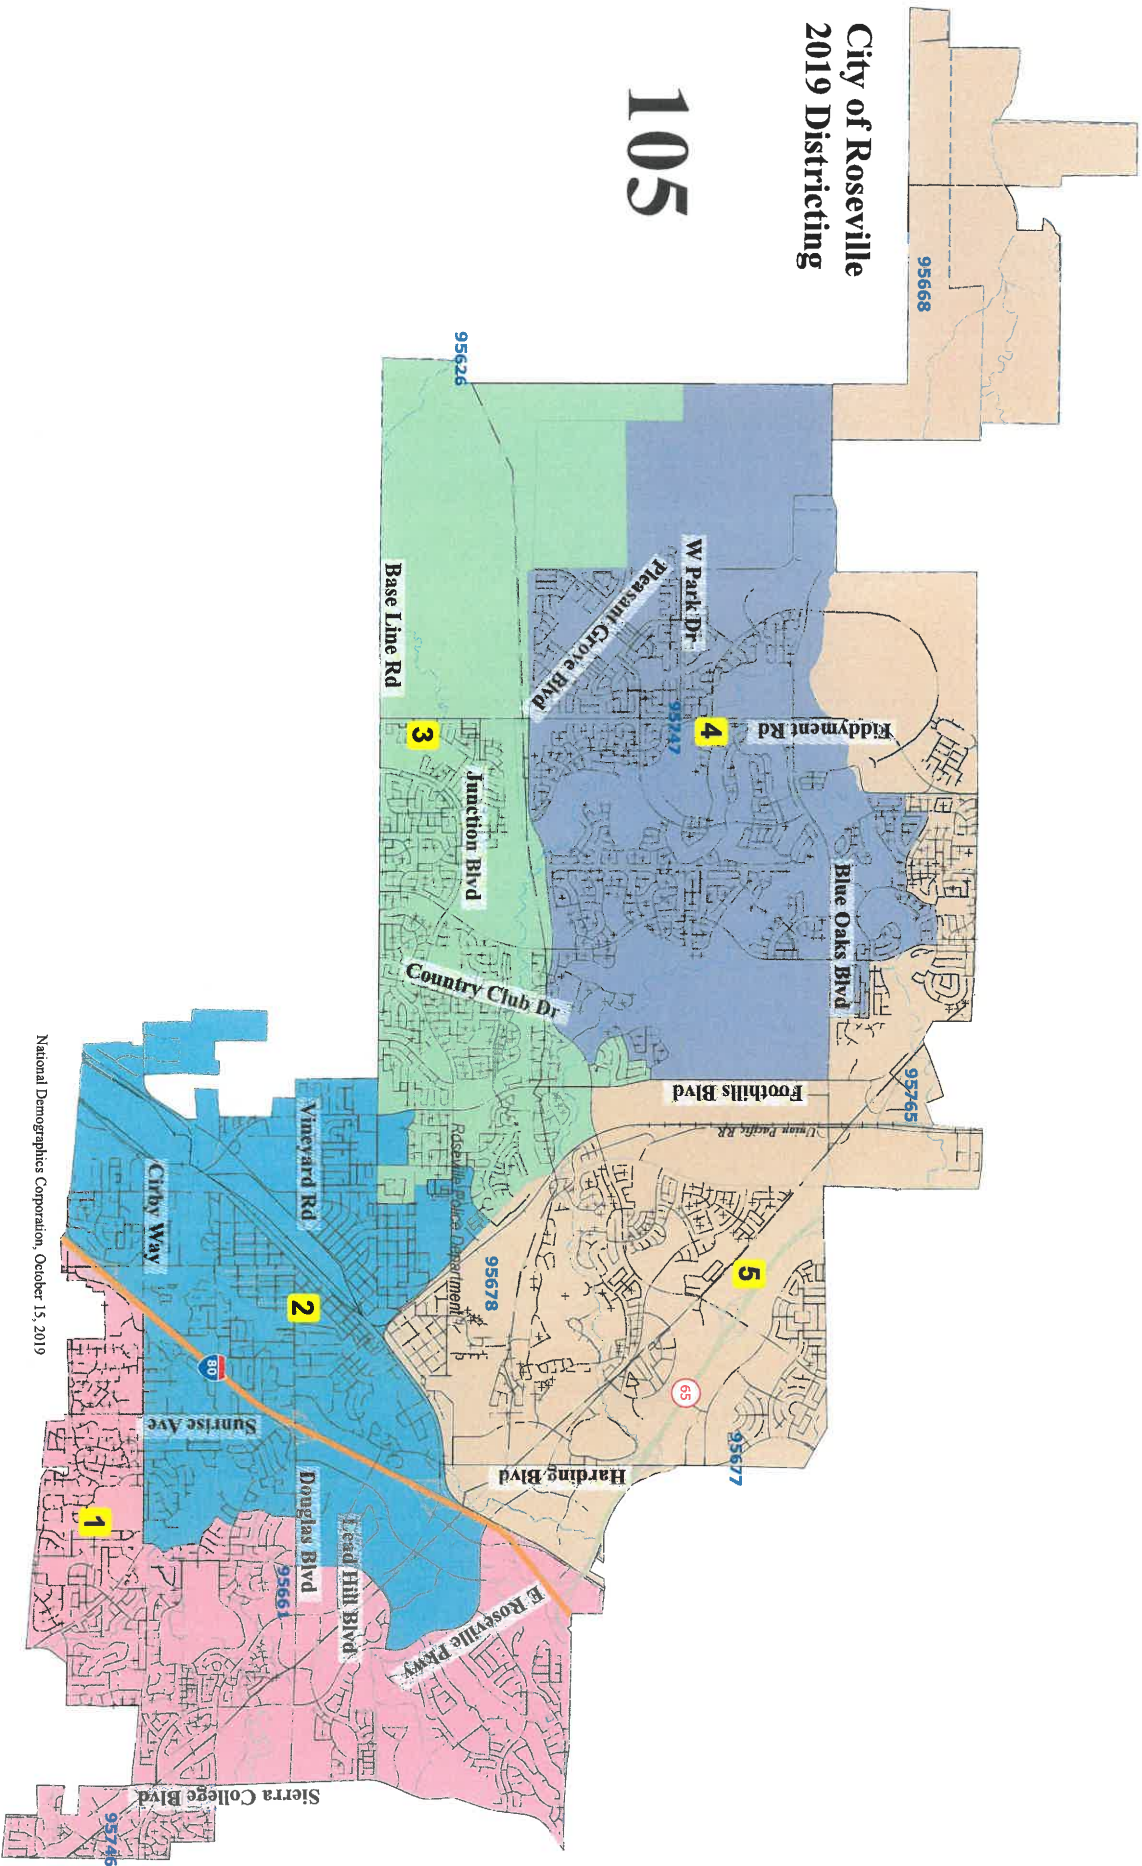 City of Roseville
2019 Districting
105
95668
95765
Blue Oaks Blvd
Fiddyment Rd
W Park Dr
4
95747
Pleasant Grove Blvd
Foothills Blvd
Union Pacific RR
5
65
95677
95626
Junction Blvd
3
Country Club Dr
Base Line Rd
Roseville Police Department
95678
Harding Blvd
E Roseville Pkwy
Vineyard Rd
2
Lead Hill Blvd
Douglas Blvd
95661
Cirby Way
80
Sunrise Ave
1
Sierra College Blvd
95746
National Demographics Corporation, October 15, 2019